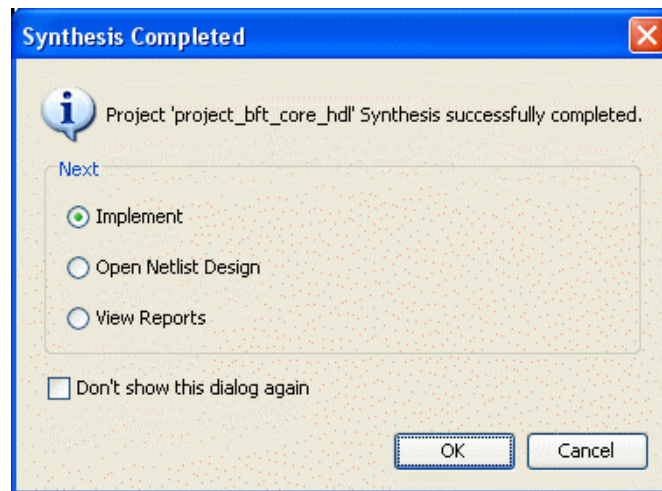 Synthesis Completed
Project 'project_bft_core_hdl' Synthesis successfully completed.
Next
Implement
Open Netlist Design
View Reports
Don't show this dialog again
OK
Cancel